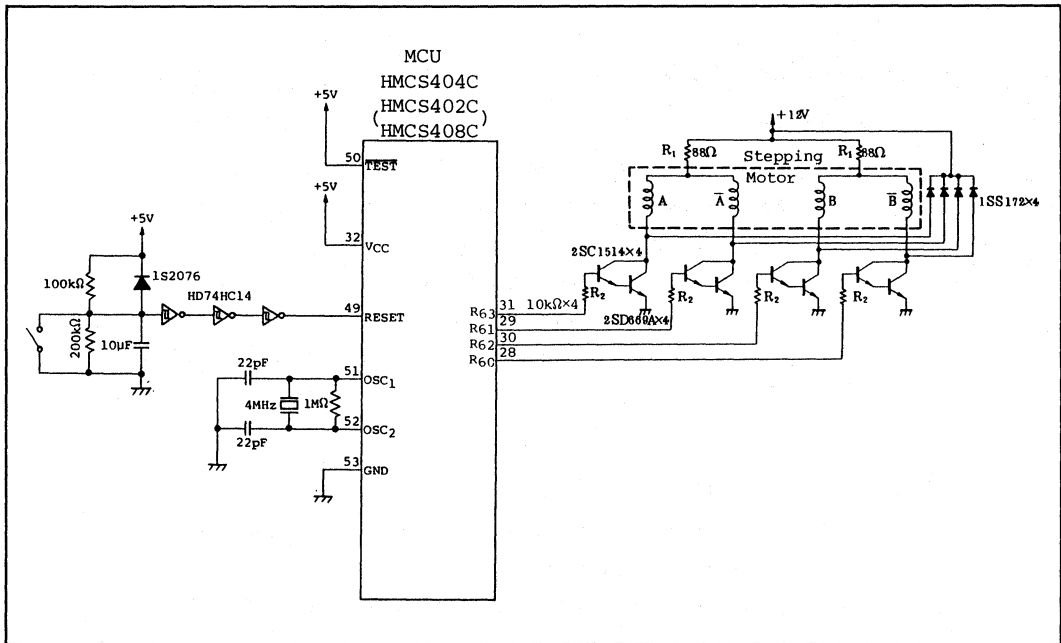 MCU
HMCS404C
(HMCS402C
HMCS408C)
+5V
50
TEST
+5V
32
VCC
+5V
100kΩ
1S2076
HD74HC14
49
RESET
200kΩ
10μF
22pF
51
OSC1
4MHz
1MΩ
52
OSC2
22pF
53
GND
R63
31
10kΩ×4
R61
29
R62
30
R60
28
+12V
R1
88Ω
R1
88Ω
Stepping
Motor
A
A̅
B
B̅
1SS172×4
2SC1514×4
R2
R2
R2
R2
2SD669A×4